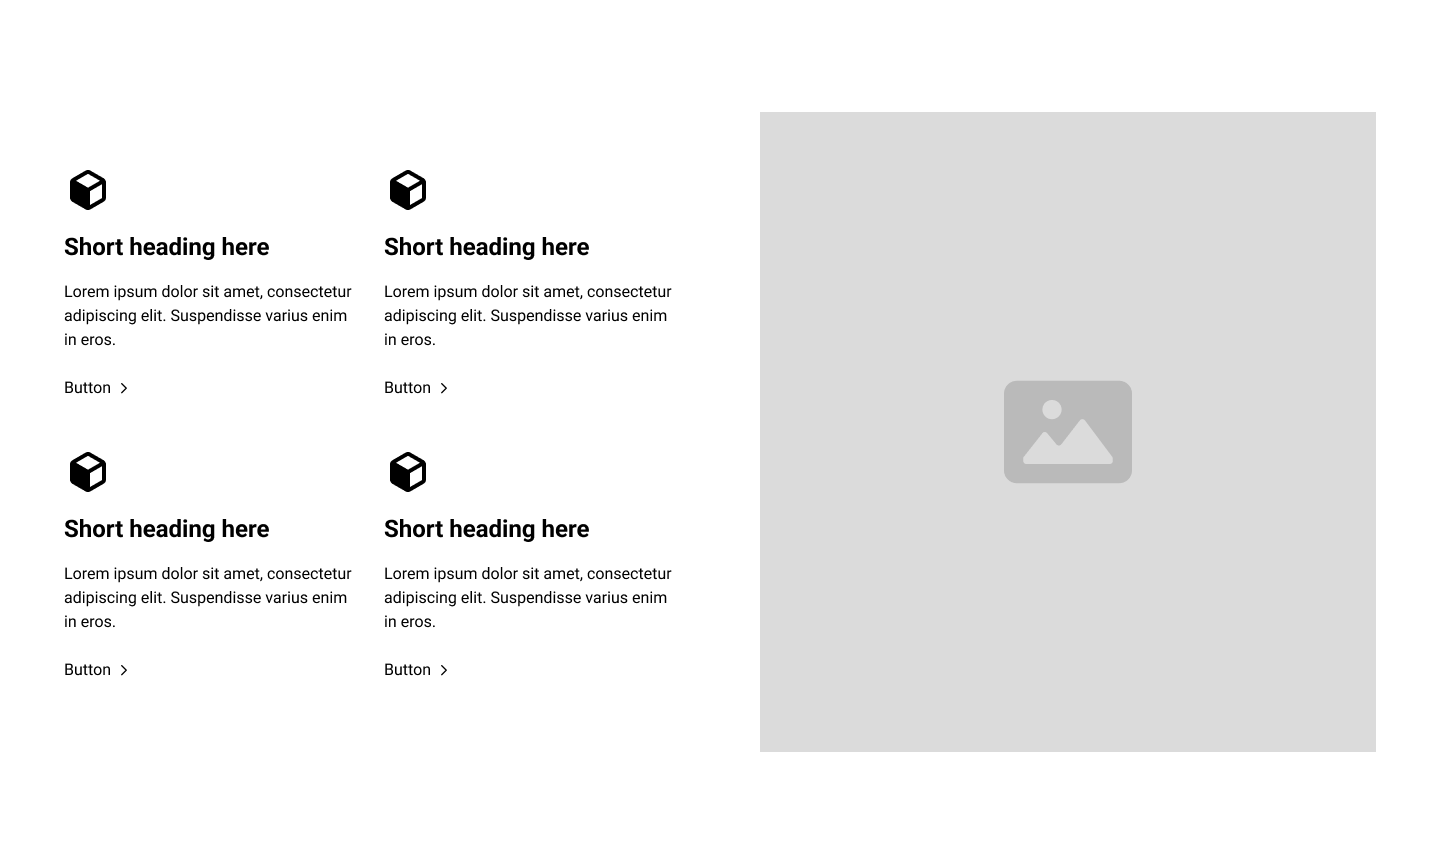 Short heading here
Lorem ipsum dolor sit amet, consectetur
adipiscing elit. Suspendisse varius enim
in eros.
Button
Short heading here
Lorem ipsum dolor sit amet, consectetur
adipiscing elit. Suspendisse varius enim
in eros.
Button
Short heading here
Lorem ipsum dolor sit amet, consectetur
adipiscing elit. Suspendisse varius enim
in eros.
Button
Short heading here
Lorem ipsum dolor sit amet, consectetur
adipiscing elit. Suspendisse varius enim
in eros.
Button